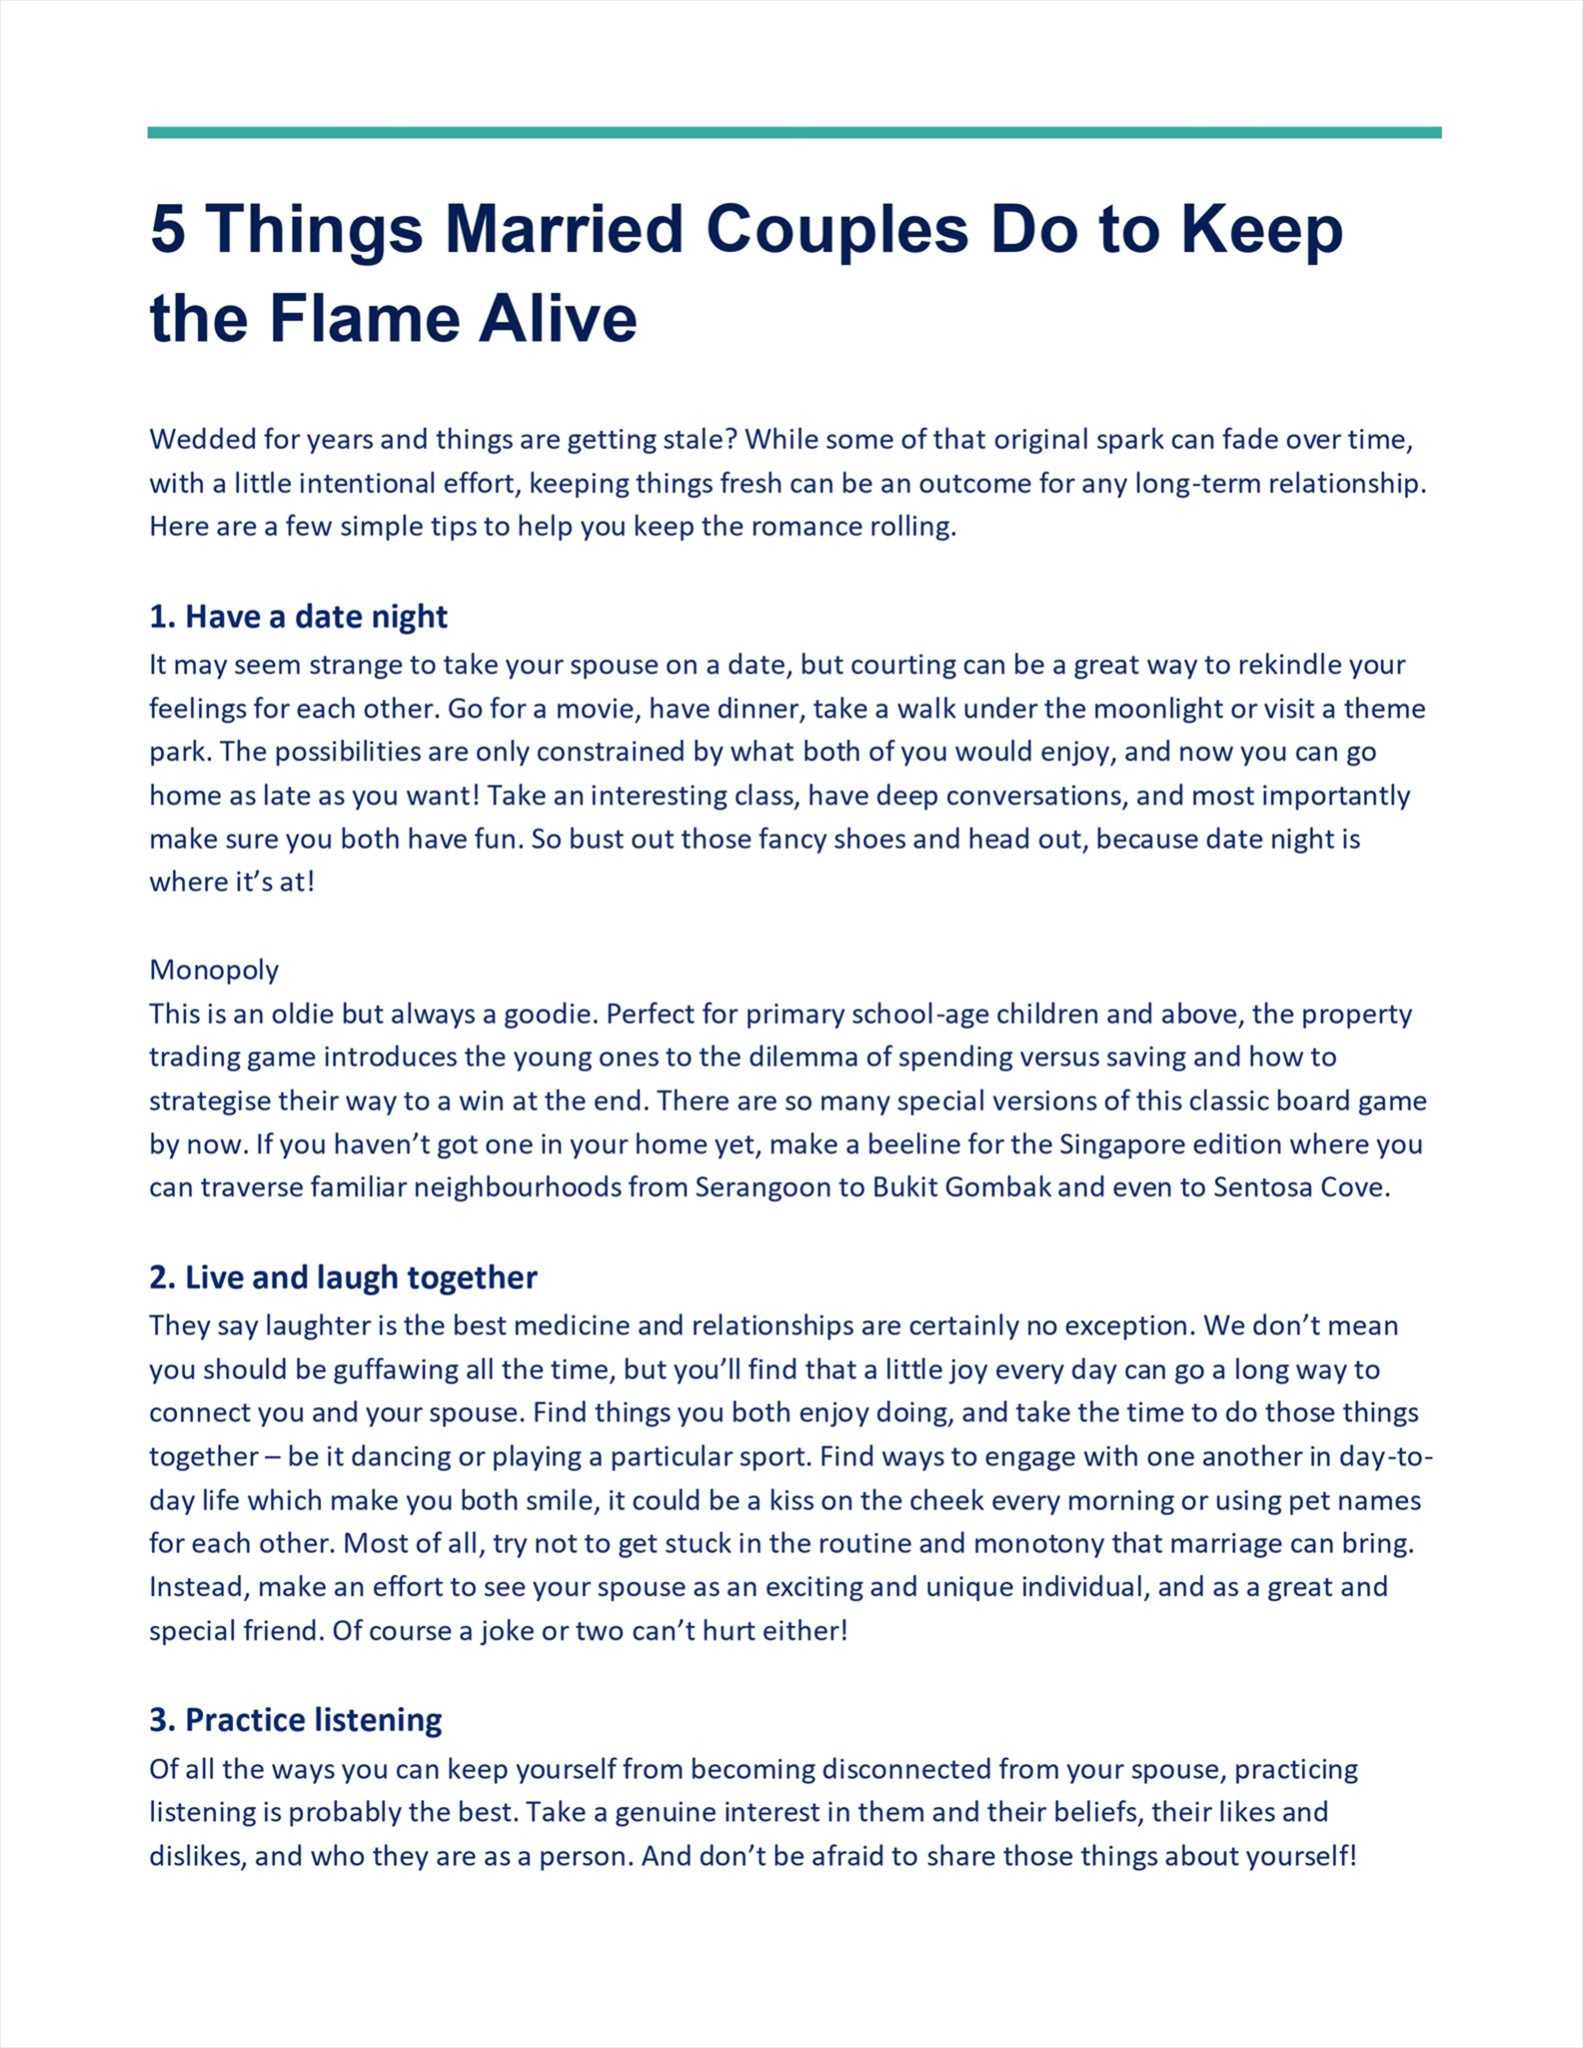 5 Things Married Couples Do to Keep
the Flame Alive
Wedded for years and things are getting stale? While some of that original spark can fade over time,
with a little intentional effort, keeping things fresh can be an outcome for any long-term relationship.
Here are a few simple tips to help you keep the romance rolling.
1. Have a date night
It may seem strange to take your spouse on a date, but courting can be a great way to rekindle your
feelings for each other. Go for a movie, have dinner, take a walk under the moonlight or visit a theme
park. The possibilities are only constrained by what both of you would enjoy, and now you can go
home as late as you want! Take an interesting class, have deep conversations, and most importantly
make sure you both have fun. So bust out those fancy shoes and head out, because date night is
where it’s at!
Monopoly
This is an oldie but always a goodie. Perfect for primary school-age children and above, the property
trading game introduces the young ones to the dilemma of spending versus saving and how to
strategise their way to a win at the end. There are so many special versions of this classic board game
by now. If you haven’t got one in your home yet, make a beeline for the Singapore edition where you
can traverse familiar neighbourhoods from Serangoon to Bukit Gombak and even to Sentosa Cove.
2. Live and laugh together
They say laughter is the best medicine and relationships are certainly no exception. We don’t mean
you should be guffawing all the time, but you’ll find that a little joy every day can go a long way to
connect you and your spouse. Find things you both enjoy doing, and take the time to do those things
together – be it dancing or playing a particular sport. Find ways to engage with one another in day-to-
day life which make you both smile, it could be a kiss on the cheek every morning or using pet names
for each other. Most of all, try not to get stuck in the routine and monotony that marriage can bring.
Instead, make an effort to see your spouse as an exciting and unique individual, and as a great and
special friend. Of course a joke or two can’t hurt either!
3. Practice listening
Of all the ways you can keep yourself from becoming disconnected from your spouse, practicing
listening is probably the best. Take a genuine interest in them and their beliefs, their likes and
dislikes, and who they are as a person. And don’t be afraid to share those things about yourself!